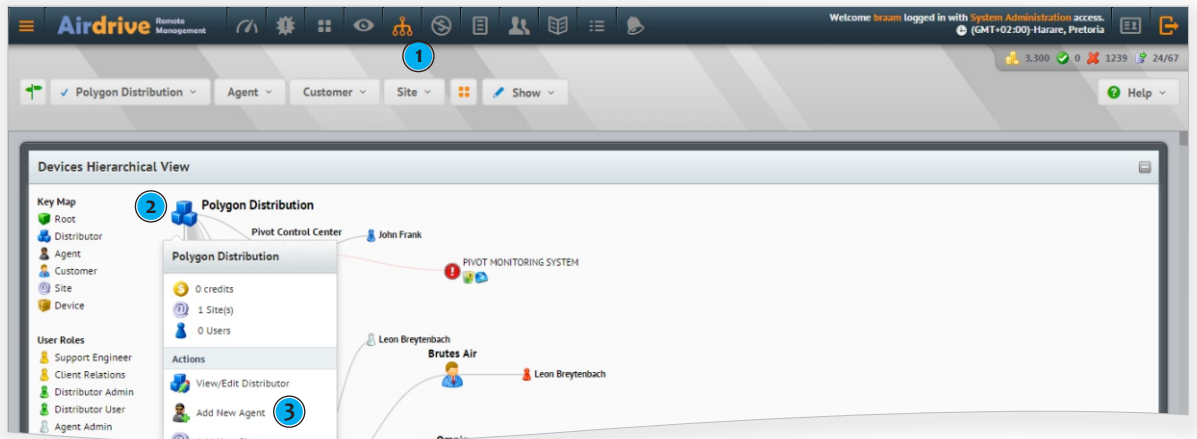 Airdrive Remote Management
Welcome braam logged in with System Administration access.
(GMT+02:00)-Harare, Pretoria
1
3,300 0 1239 24/67
Polygon Distribution Agent Customer Site Show Help
Devices Hierarchical View
Key Map
Root
Distributor
Agent
Customer
Site
Device
User Roles
Support Engineer
Client Relations
Distributor Admin
Distributor User
Agent Admin
2
Polygon Distribution
Pivot Control Center
John Frank
PIVOT MONITORING SYSTEM
Polygon Distribution
0 credits
1 Site(s)
0 Users
Actions
View/Edit Distributor
Add New Agent
3
Leon Breytenbach
Brutes Air
Leon Breytenbach